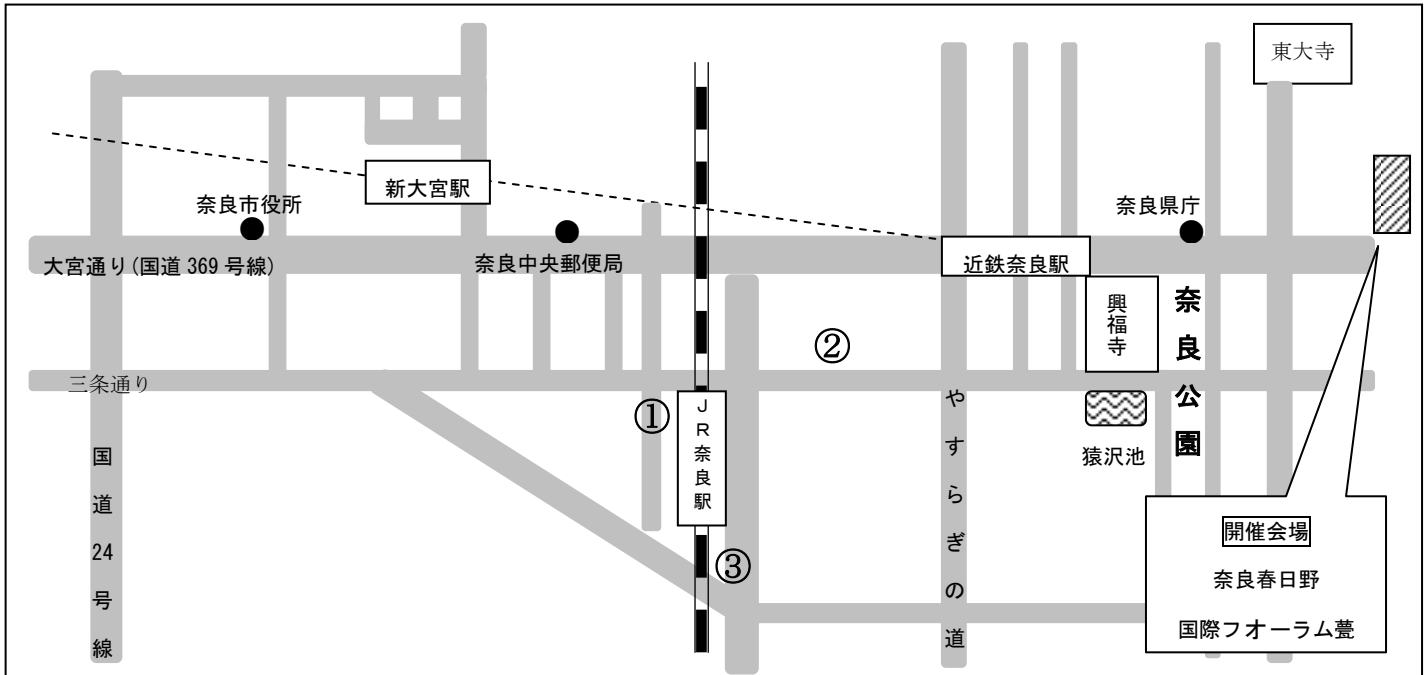 東大寺
新大宮駅
奈良市役所
奈良県庁
大宮通り(国道 369 号線)
奈良中央郵便局
近鉄奈良駅
興福寺
奈良公園
②
三条通り
①
JR奈良駅
やすらぎの道
猿沢池
国道24号線
③
開催会場
奈良春日野
国際フオーラム甍